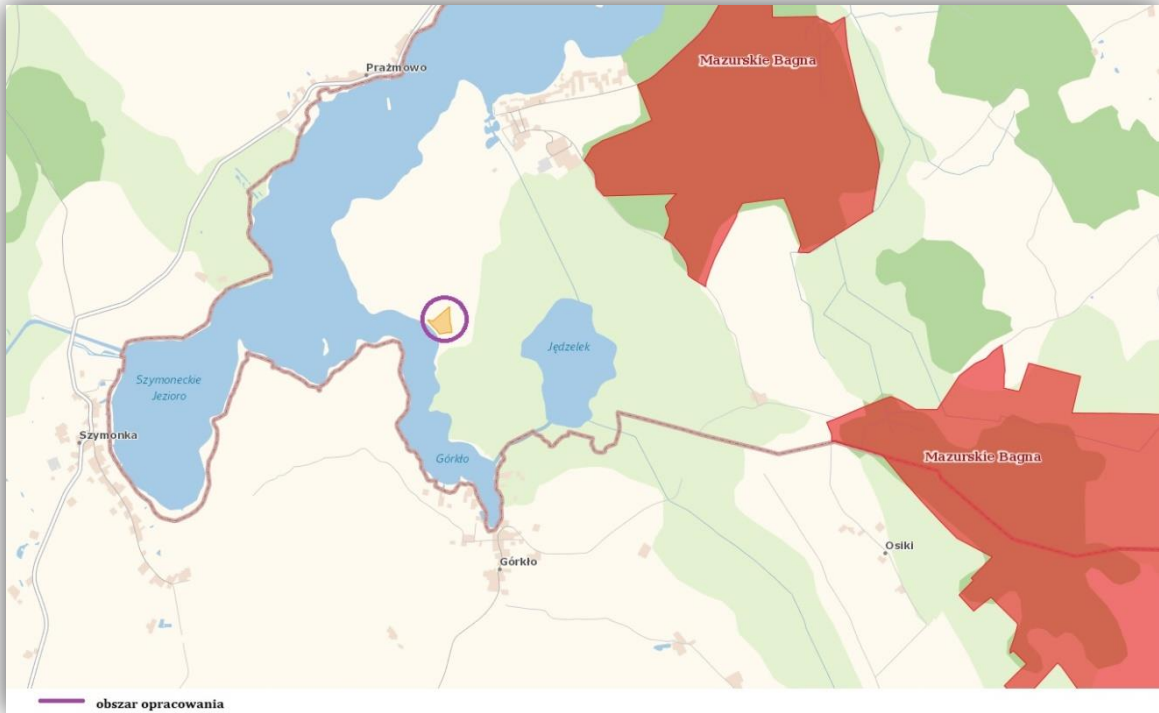 Prażmowo
Mazurskie Bagna
Jędzelek
Szymoneckie
Jezioro
Szymonka
Górkło
Mazurskie Bagna
Osiki
Górkło
obszar opracowania